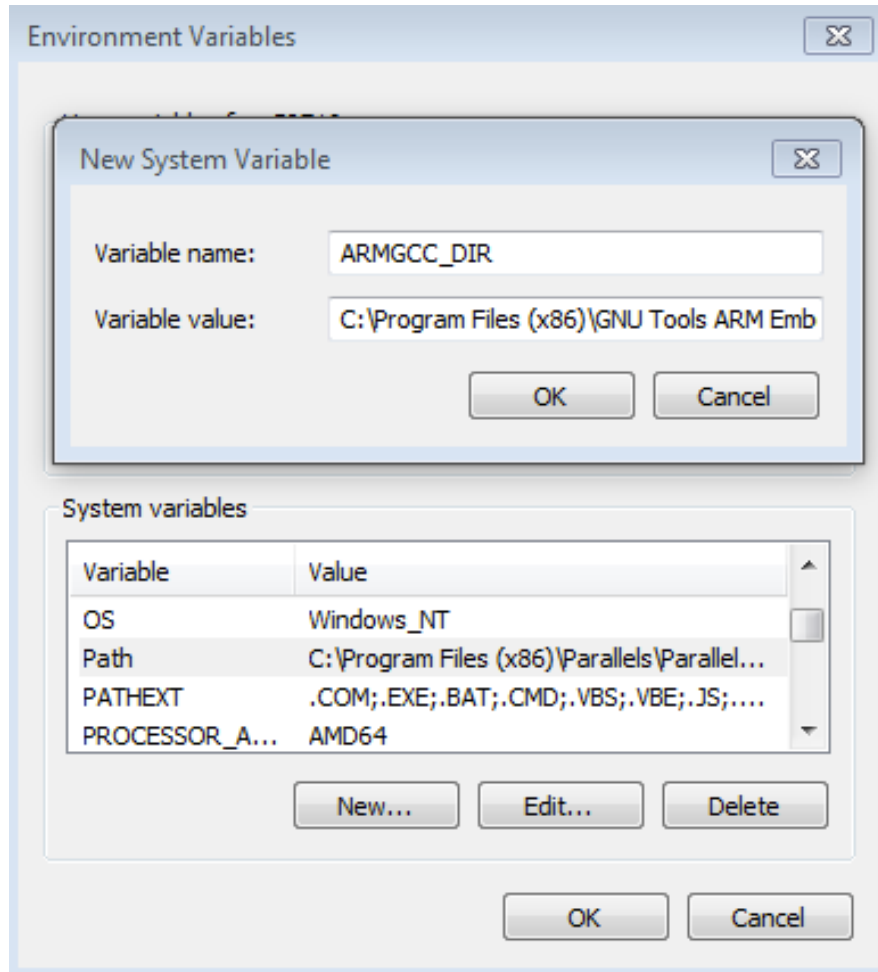 Environment Variables
New System Variable
Variable name: ARMGCC_DIR
Variable value: C:\Program Files (x86)\GNU Tools ARM Emb
OK Cancel
System variables
Variable Value
OS Windows_NT
Path C:\Program Files (x86)\Parallels\Parallel...
PATHEXT .COM;.EXE;.BAT;.CMD;.VBS;.VBE;.JS;....
PROCESSOR_A... AMD64
New... Edit... Delete
OK Cancel